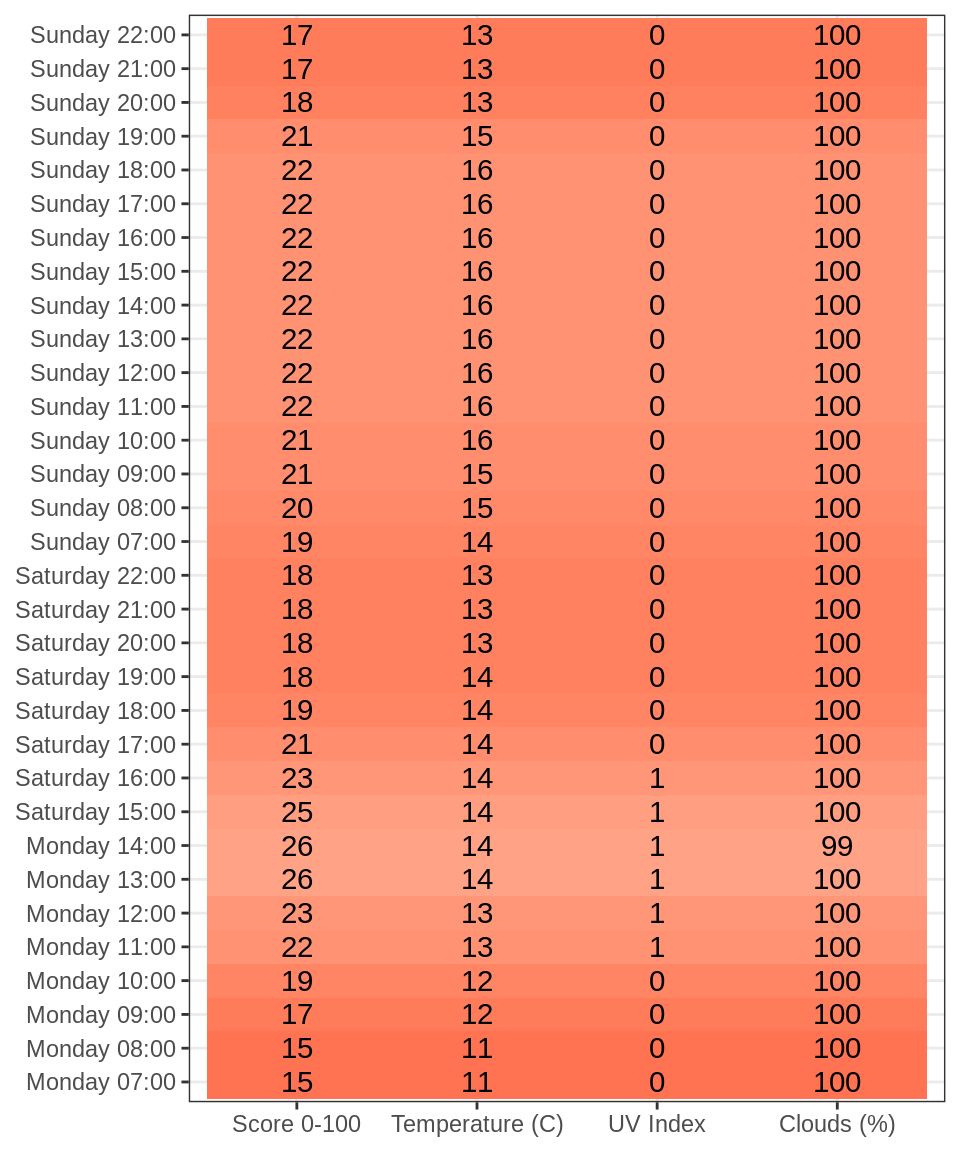 Sunday 22:00 17 13 0 100
Sunday 21:00 17 13 0 100
Sunday 20:00 18 13 0 100
Sunday 19:00 21 15 0 100
Sunday 18:00 22 16 0 100
Sunday 17:00 22 16 0 100
Sunday 16:00 22 16 0 100
Sunday 15:00 22 16 0 100
Sunday 14:00 22 16 0 100
Sunday 13:00 22 16 0 100
Sunday 12:00 22 16 0 100
Sunday 11:00 22 16 0 100
Sunday 10:00 21 16 0 100
Sunday 09:00 21 15 0 100
Sunday 08:00 20 15 0 100
Sunday 07:00 19 14 0 100
Saturday 22:00 18 13 0 100
Saturday 21:00 18 13 0 100
Saturday 20:00 18 13 0 100
Saturday 19:00 18 14 0 100
Saturday 18:00 19 14 0 100
Saturday 17:00 21 14 0 100
Saturday 16:00 23 14 1 100
Saturday 15:00 25 14 1 100
Monday 14:00 26 14 1 99
Monday 13:00 26 14 1 100
Monday 12:00 23 13 1 100
Monday 11:00 22 13 1 100
Monday 10:00 19 12 0 100
Monday 09:00 17 12 0 100
Monday 08:00 15 11 0 100
Monday 07:00 15 11 0 100
Score 0-100 Temperature (C) UV Index Clouds (%)